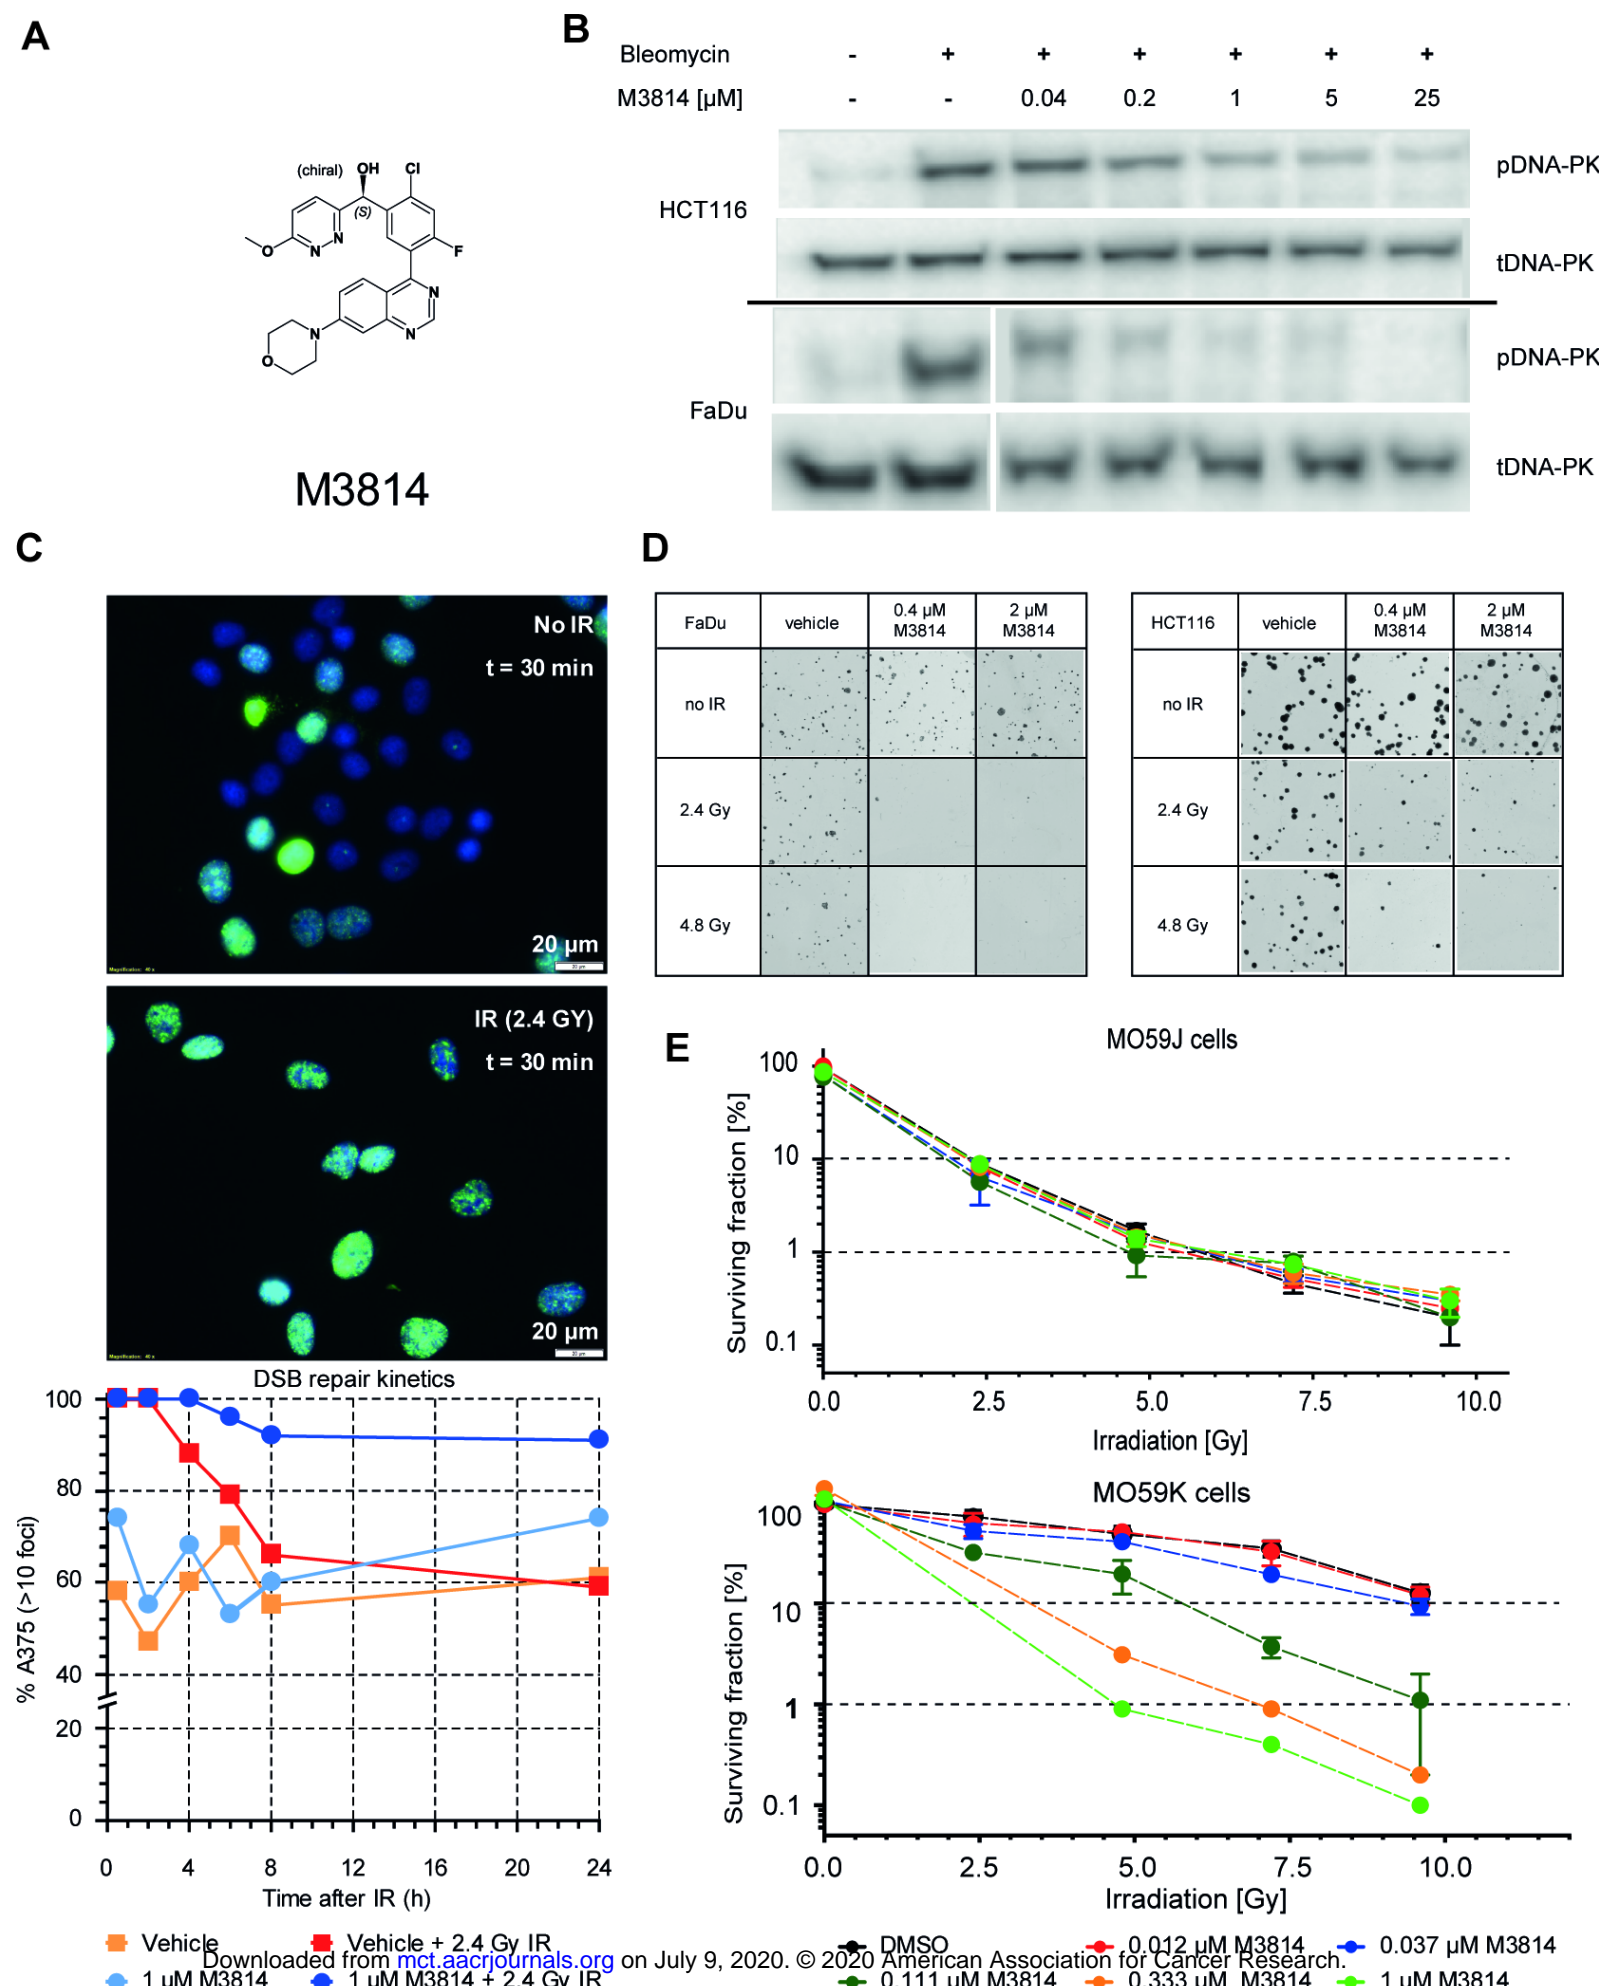 A
(chiral)
OH
Cl
(S)
N
N
O
F
N
N
N
O
M3814
B
Bleomycin - + + + + + +
M3814 [µM] - - 0.04 0.2 1 5 25
HCT116
pDNA-PK
tDNA-PK
FaDu
pDNA-PK
tDNA-PK
C
No IR
t = 30 min
20 µm
Magnification: 40 x
20 µm
IR (2.4 GY)
t = 30 min
20 µm
Magnification: 40 x
20 µm
DSB repair kinetics
% A375 (>10 foci)
100
80
60
40
20
0
0 4 8 12 16 20 24
Time after IR (h)
Vehicle
Vehicle + 2.4 Gy IR
1 µM M3814
1 µM M3814 + 2.4 Gy IR
D
FaDu vehicle 0.4 µM M3814 2 µM M3814
no IR
2.4 Gy
4.8 Gy
HCT116 vehicle 0.4 µM M3814 2 µM M3814
no IR
2.4 Gy
4.8 Gy
E
MO59J cells
Surviving fraction [%]
100
10
1
0.1
0.0 2.5 5.0 7.5 10.0
Irradiation [Gy]
MO59K cells
Surviving fraction [%]
100
10
1
0.1
0.0 2.5 5.0 7.5 10.0
Irradiation [Gy]
DMSO
0.012 µM M3814
0.037 µM M3814
0.111 µM M3814
0.333 µM M3814
1 µM M3814
Downloaded from mct.aacrjournals.org on July 9, 2020. © 2020 American Association for Cancer Research.